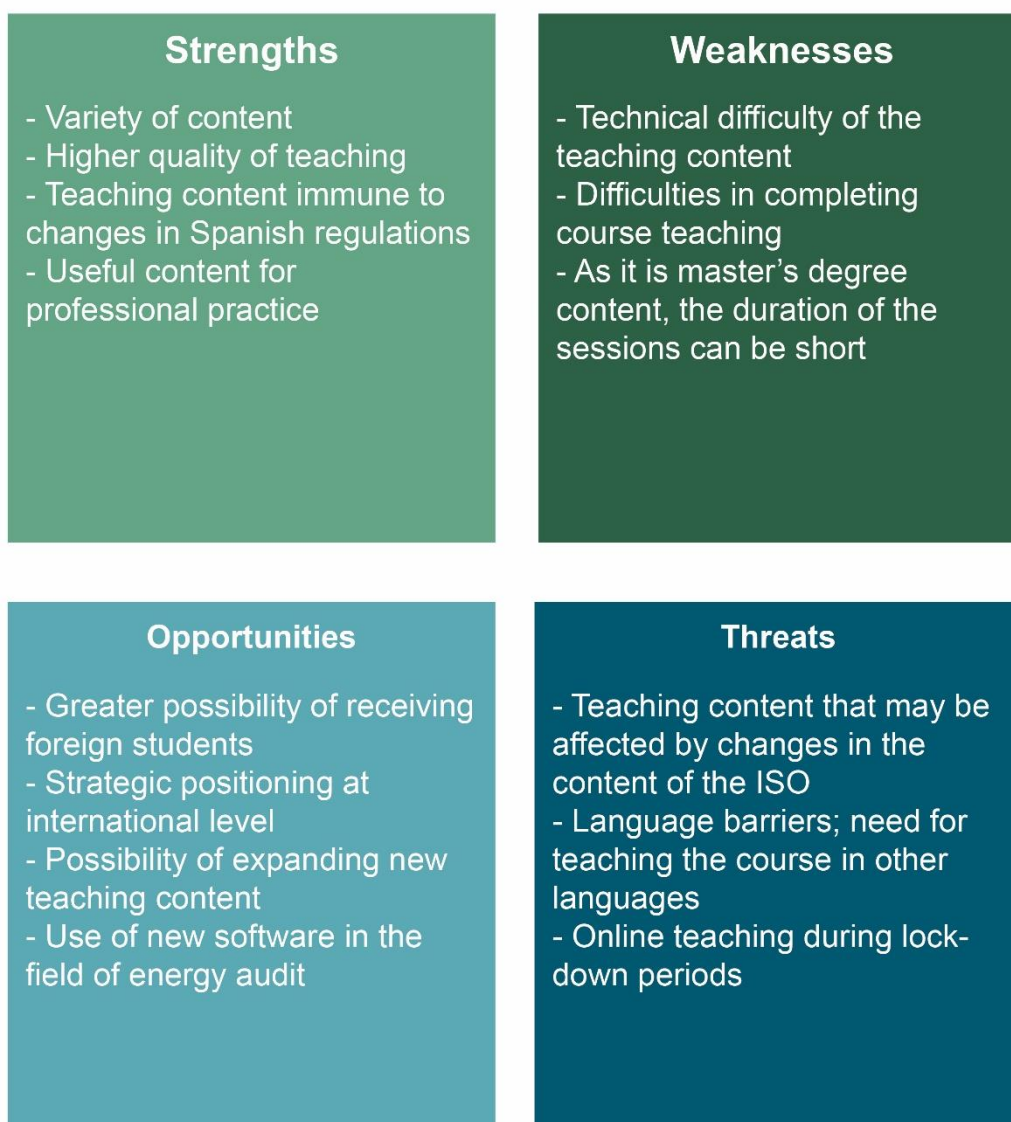 Strengths
- Variety of content
- Higher quality of teaching
- Teaching content immune to
changes in Spanish regulations
- Useful content for
professional practice
Weaknesses
- Technical difficulty of the
teaching content
- Difficulties in completing
course teaching
- As it is master’s degree
content, the duration of the
sessions can be short
Opportunities
- Greater possibility of receiving
foreign students
- Strategic positioning at
international level
- Possibility of expanding new
teaching content
- Use of new software in the
field of energy audit
Threats
- Teaching content that may be
affected by changes in the
content of the ISO
- Language barriers; need for
teaching the course in other
languages
- Online teaching during lock-
down periods